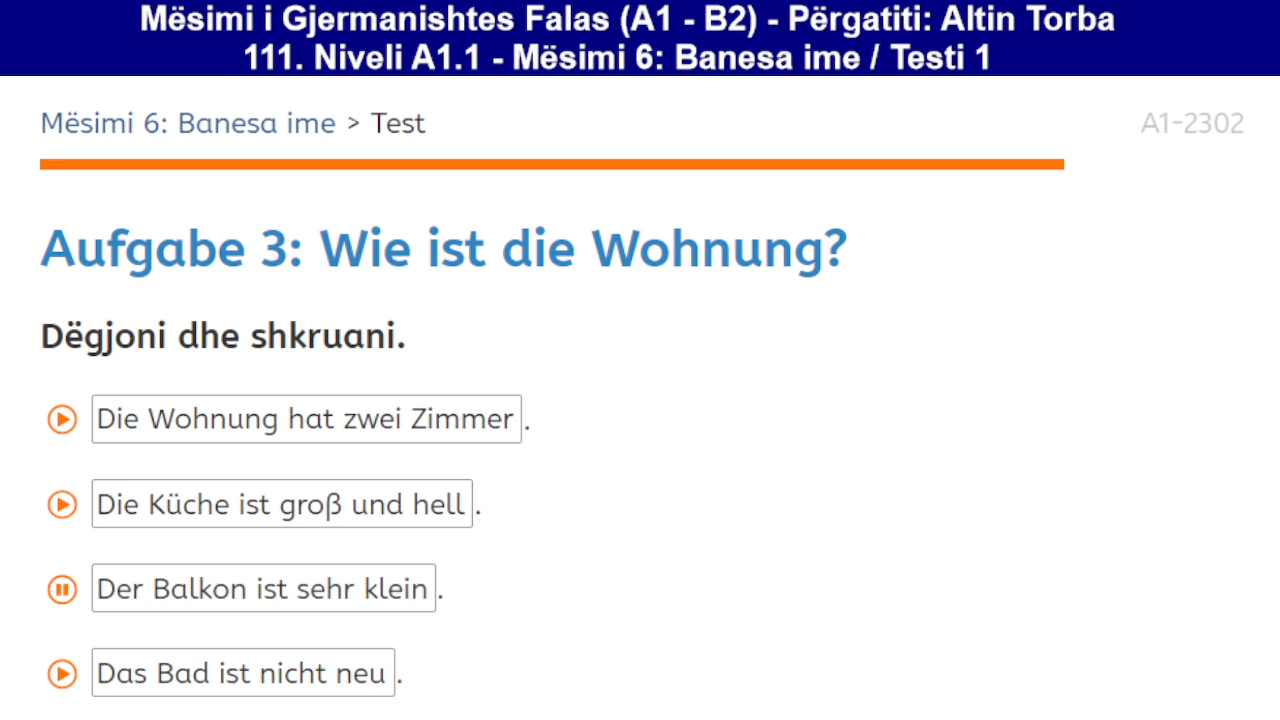 Mësimi i Gjermanishtes Falas (A1 - B2) - Përgatiti: Altin Torba
111. Niveli A1.1 - Mësimi 6: Banesa ime / Testi 1
Mësimi 6: Banesa ime > Test
A1-2302
Aufgabe 3: Wie ist die Wohnung?
Dëgjoni dhe shkruani.
Die Wohnung hat zwei Zimmer.
Die Küche ist groß und hell.
Der Balkon ist sehr klein.
Das Bad ist nicht neu.